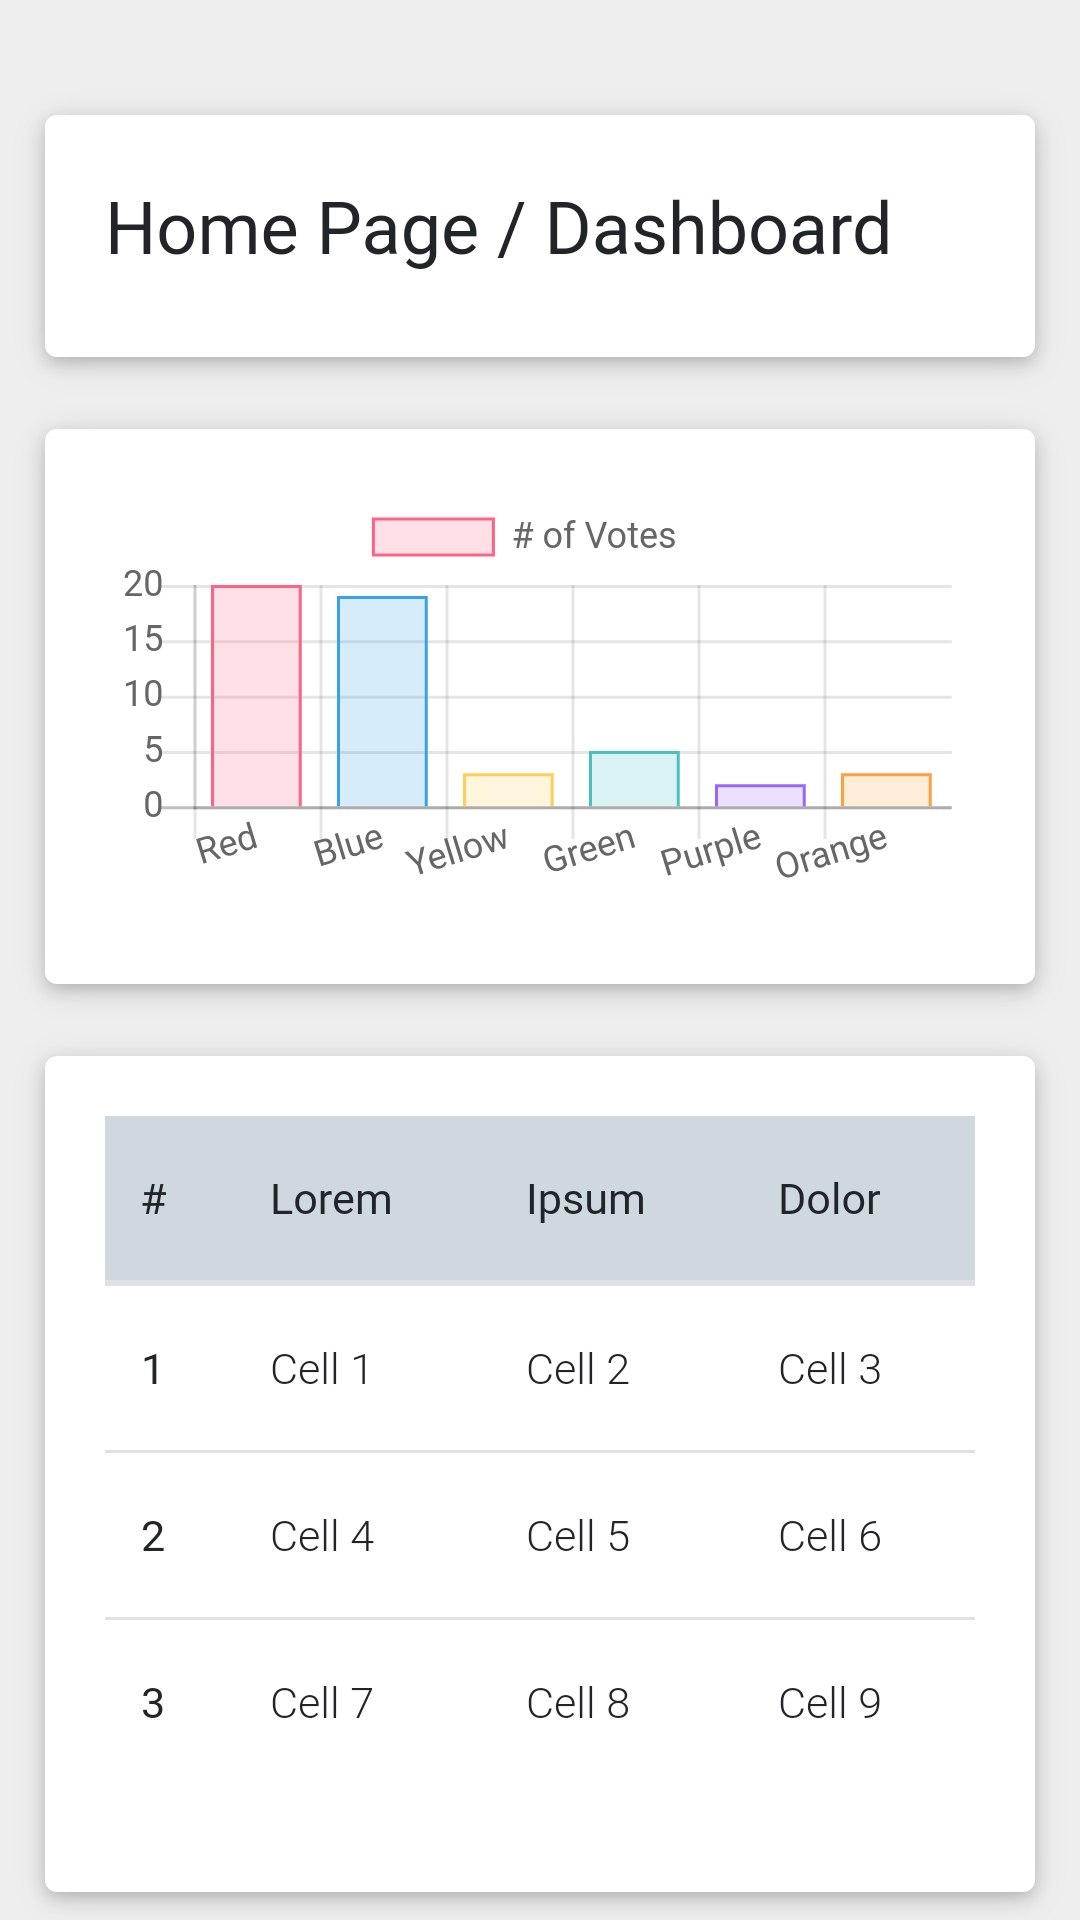 Home Page / Dashboard
# of Votes
20
15
10
5
0
Red Blue Yellow Green Purple Orange
# Lorem Ipsum Dolor
1 Cell 1 Cell 2 Cell 3
2 Cell 4 Cell 5 Cell 6
3 Cell 7 Cell 8 Cell 9